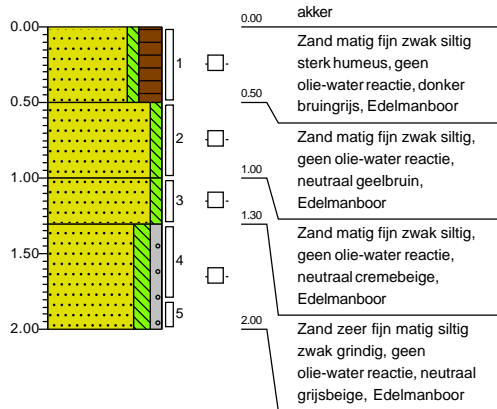 0.00
0.50
1.00
1.50
2.00
1
2
3
4
5
0.00
akker
Zand matig fijn zwak siltig
sterk humeus, geen
olie-water reactie, donker
bruingrijs, Edelmanboor
0.50
Zand matig fijn zwak siltig,
geen olie-water reactie,
neutraal geelbruin,
Edelmanboor
1.00
Zand matig fijn zwak siltig,
geen olie-water reactie,
neutraal cremebeige,
Edelmanboor
1.30
Zand zeer fijn matig siltig
zwak grindig, geen
olie-water reactie, neutraal
grijsbeige, Edelmanboor
2.00